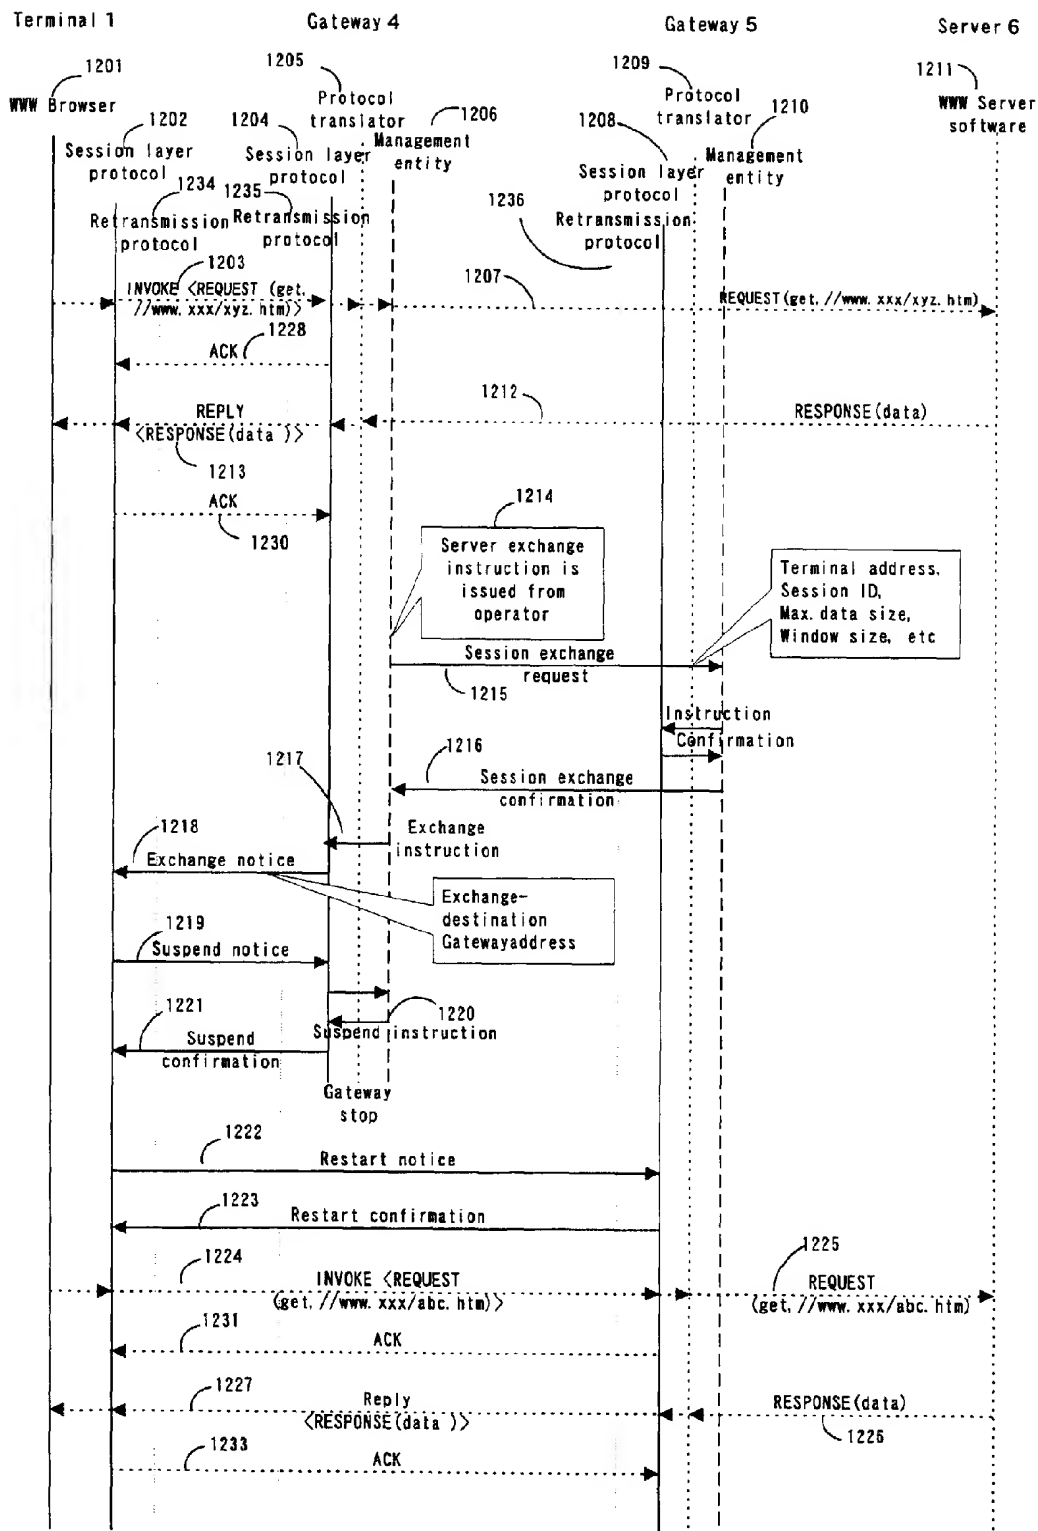 Terminal 1
Gateway 4
Gateway 5
Server 6
1201
1205
1209
1211
WWW Browser
Protocol
translator
Protocol
translator
WWW Server
software
1202
1204
1206
1208
1210
Session layer
protocol
Session layer
protocol
Management
entity
Session layer
protocol
Management
entity
1234
1235
1236
Retransmission
protocol
Retransmission
protocol
Retransmission
protocol
1203
INVOKE <REQUEST (get,
//www. xxx/xyz. htm)>
1207
REQUEST(get, //www. xxx/xyz. htm)
1228
ACK
1212
REPLY
<RESPONSE(data )>
RESPONSE(data)
1213
ACK
1230
1214
Server exchange
instruction is
issued from
operator
Terminal address,
Session ID,
Max. data size,
Window size, etc
Session exchange
request
1215
Instruction
Confirmation
1216
Session exchange
confirmation
1217
Exchange
instruction
1218
Exchange notice
Exchange-
destination
Gatewayaddress
1219
Suspend notice
1220
Suspend instruction
1221
Suspend
confirmation
Gateway
stop
1222
Restart notice
1223
Restart confirmation
1224
INVOKE <REQUEST
(get, //www. xxx/abc. htm)>
1225
REQUEST
(get, //www. xxx/abc. htm)
1231
ACK
1227
Reply
<RESPONSE(data )>
RESPONSE(data)
1226
1233
ACK